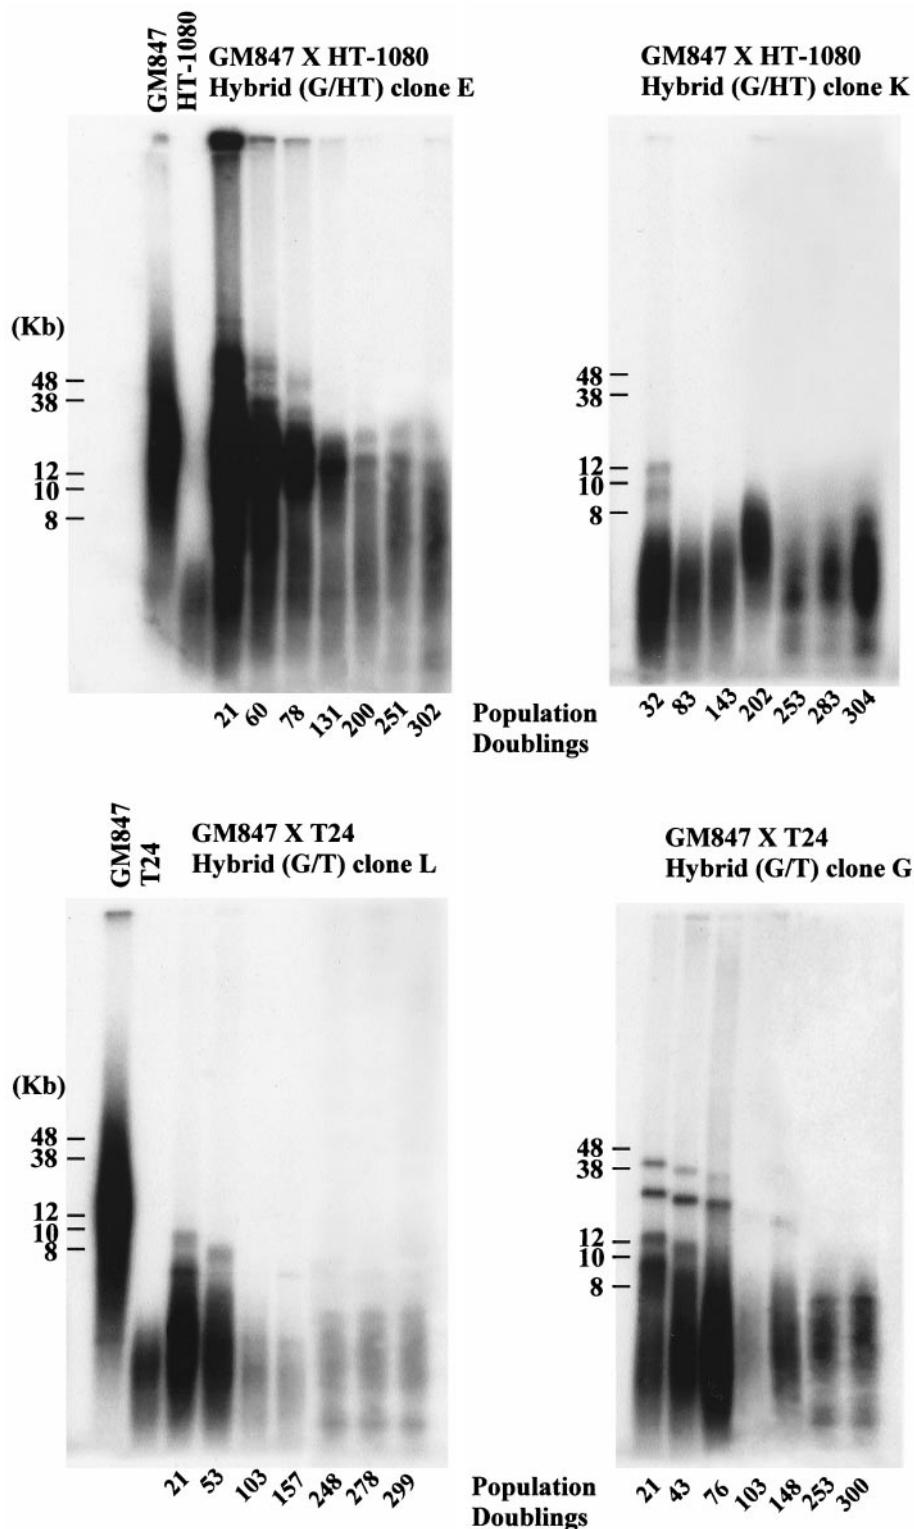 GM847
HT-1080
GM847 X HT-1080
Hybrid (G/HT) clone E
GM847 X HT-1080
Hybrid (G/HT) clone K
(Kb)
48
38
12
10
8
48
38
12
10
8
21 60 78 131 200 251 302
Population
Doublings
32 83 143 202 253 283 304
GM847
T24
GM847 X T24
Hybrid (G/T) clone L
GM847 X T24
Hybrid (G/T) clone G
(Kb)
48
38
12
10
8
48
38
12
10
8
21 53 103 157 248 278 299
Population
Doublings
21 43 76 103 148 253 300